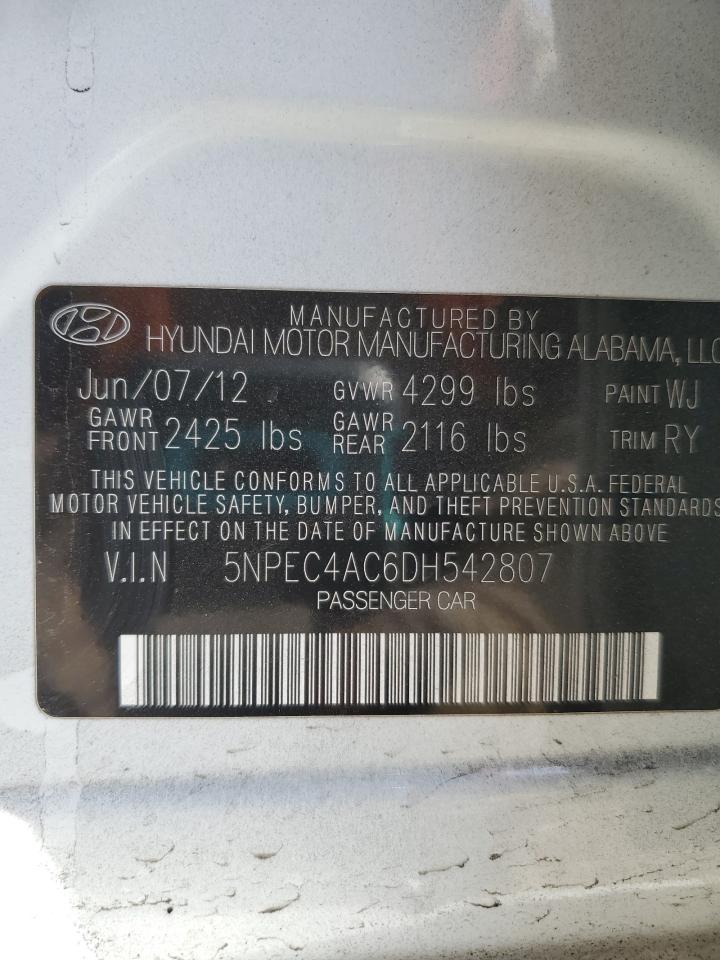 MANUFACTURED BY
HYUNDAI MOTOR MANUFACTURING ALABAMA, LLC
Jun/07/12 GVWR 4299 lbs PAINT WJ
GAWR FRONT 2425 lbs GAWR REAR 2116 lbs TRIM RY
THIS VEHICLE CONFORMS TO ALL APPLICABLE U.S.A. FEDERAL
MOTOR VEHICLE SAFETY, BUMPER, AND THEFT PREVENTION STANDARDS
IN EFFECT ON THE DATE OF MANUFACTURE SHOWN ABOVE
V.I.N 5NPEC4AC6DH542807
PASSENGER CAR